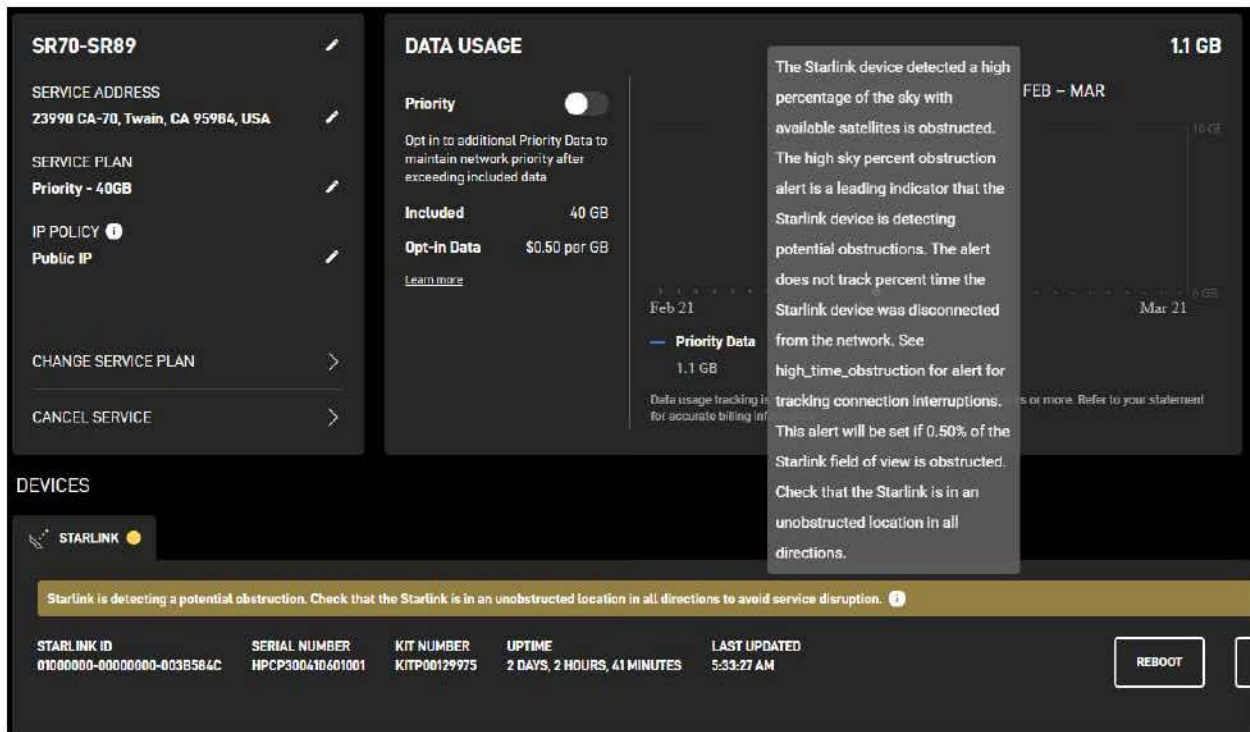 SR70-SR89
SERVICE ADDRESS
23990 CA-70, Twain, CA 95984, USA
SERVICE PLAN
Priority - 40GB
IP POLICY
Public IP
CHANGE SERVICE PLAN
CANCEL SERVICE
DATA USAGE
1.1 GB
Priority
Opt in to additional Priority Data to
maintain network priority after
exceeding included data
Included 40 GB
Opt-in Data $0.50 per GB
Learn more
FEB – MAR
10 GB
0 GB
Feb 21
Mar 21
Priority Data
1.1 GB
Data usage tracking is
s or more. Refer to your statement
for accurate billing inf
The Starlink device detected a high
percentage of the sky with
available satellites is obstructed.
The high sky percent obstruction
alert is a leading indicator that the
Starlink device is detecting
potential obstructions. The alert
does not track percent time the
Starlink device was disconnected
from the network. See
high_time_obstruction for alert for
tracking connection interruptions.
This alert will be set if 0.50% of the
Starlink field of view is obstructed.
Check that the Starlink is in an
unobstructed location in all
directions.
DEVICES
STARLINK
Starlink is detecting a potential obstruction. Check that the Starlink is in an unobstructed location in all directions to avoid service disruption.
STARLINK ID SERIAL NUMBER KIT NUMBER UPTIME LAST UPDATED
01000000-00000000-003B584C HPCP300410601001 KITP00129975 2 DAYS, 2 HOURS, 41 MINUTES 5:33:27 AM
REBOOT